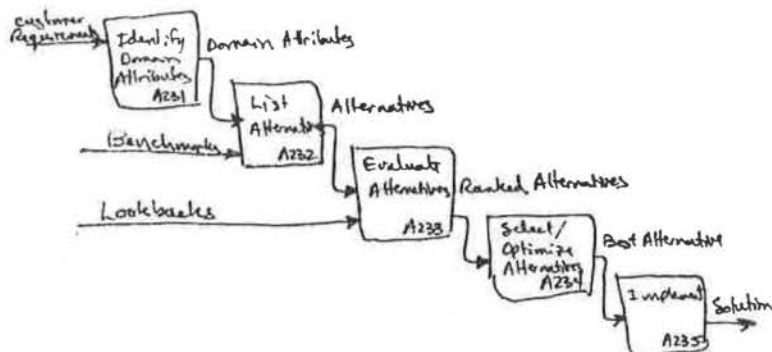 Customer
Requirements
Identify
Domain
Attributes
A231
Domain Attributes
List
Alternatives
A232
Alternatives
Benchmarks
Evaluate
Alternatives
A233
Ranked Alternatives
Lookbacks
Select/
Optimize
Alternatives
A234
Best Alternative
Implement
A235
Solution